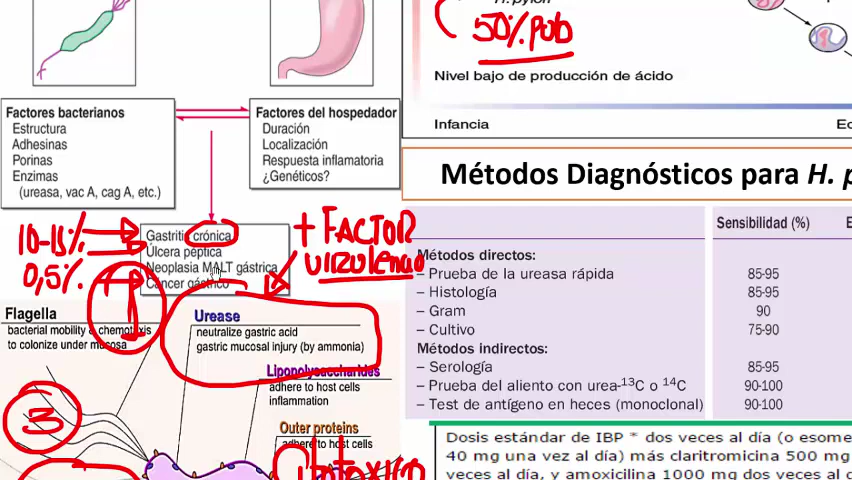 H. pylori
50% pob
Nivel bajo de producción de ácido
Infancia
Factores bacterianos
Estructura
Adhesinas
Porinas
Enzimas
(ureasa, vac A, cag A, etc.)
Factores del hospedador
Duración
Localización
Respuesta inflamatoria
¿Genéticos?
10-15%
0,5%
Gastritis crónica
Úlcera péptica
Neoplasia MALT gástrica
Cáncer gástrico
+ FACTOR
virulencia
1
Flagella
bacterial mobility & chemotaxis
to colonize under mucosa
Urease
neutralize gastric acid
gastric mucosal injury (by ammonia)
Lipopolysaccharides
adhere to host cells
inflammation
3
Outer proteins
adhere to host cells
Métodos Diagnósticos para H. p
Sensibilidad (%) E
Métodos directos:
– Prueba de la ureasa rápida 85-95
– Histología 85-95
– Gram 90
– Cultivo 75-90
Métodos indirectos:
– Serología 85-95
– Prueba del aliento con urea-¹³C o ¹⁴C 90-100
– Test de antígeno en heces (monoclonal) 90-100
Dosis estándar de IBP * dos veces al día (o esome
40 mg una vez al día) más claritromicina 500 mg
veces al día, y amoxicilina 1000 mg dos veces al d